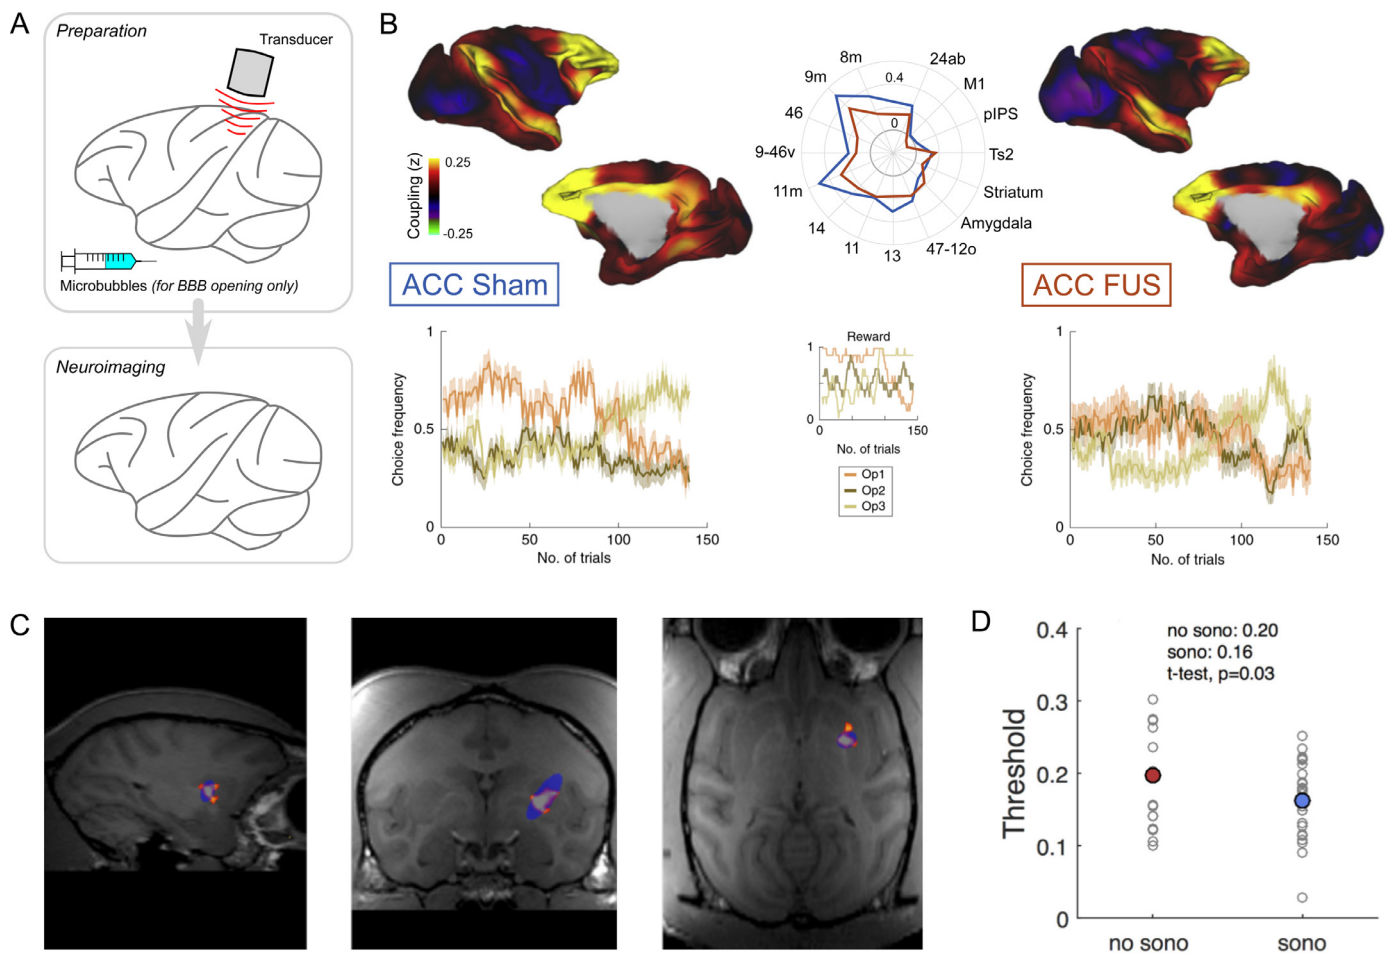 A
Preparation
Transducer
Microbubbles (for BBB opening only)
Neuroimaging
B
Coupling (z)
0.25
-0.25
ACC Sham
8m
24ab
9m
0.4
M1
46
pIPS
0
9-46v
Ts2
11m
Striatum
14
Amygdala
11
13
47-12o
ACC FUS
1
0.5
0
Choice frequency
0
50
100
150
No. of trials
Reward
1
0
0
150
No. of trials
Op1
Op2
Op3
1
0.5
0
Choice frequency
0
50
100
150
No. of trials
C
D
no sono: 0.20
sono: 0.16
t-test, p=0.03
Threshold
0.4
0.3
0.2
0.1
0
no sono
sono